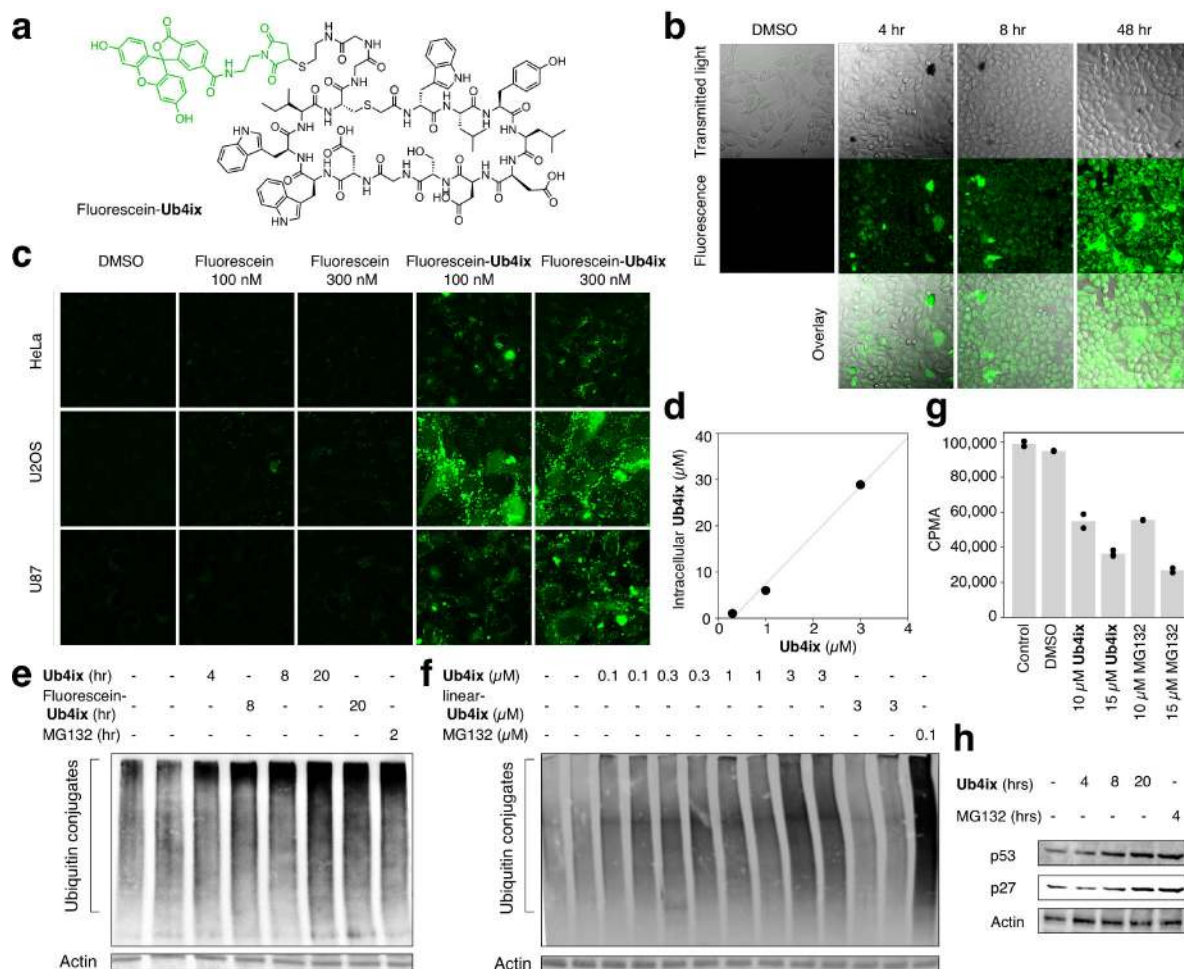 a
O
O
HO
O
HO
O
N
H
N
O
O
S
H
N
O
NH
O
NH
OH
Fluorescein-Ub4ix
b
DMSO
4 hr
8 hr
48 hr
Transmitted light
Fluorescence
Overlay
c
DMSO
Fluorescein 100 nM
Fluorescein 300 nM
Fluorescein-Ub4ix 100 nM
Fluorescein-Ub4ix 300 nM
HeLa
U2OS
U87
d
Intracellular Ub4ix (µM)
40
30
20
10
0
0 1 2 3 4
Ub4ix (µM)
g
CPMA
100,000
80,000
60,000
40,000
20,000
0
Control
DMSO
10 µM Ub4ix
15 µM Ub4ix
10 µM MG132
15 µM MG132
e
Ub4ix (hr) - - 4 - 8 20 - -
Fluorescein-
Ub4ix (hr) - - - 8 - - 20 -
MG132 (hr) - - - - - - - 2
Ubiquitin conjugates
Actin
f
Ub4ix (µM) - - 0.1 0.1 0.3 0.3 1 1 3 3 - - -
linear-
Ub4ix (µM) - - - - - - - - - - 3 3 -
MG132 (µM) - - - - - - - - - - - - 0.1
Ubiquitin conjugates
Actin
h
Ub4ix (hrs) - 4 8 20 -
MG132 (hrs) - - - - 4
p53
p27
Actin